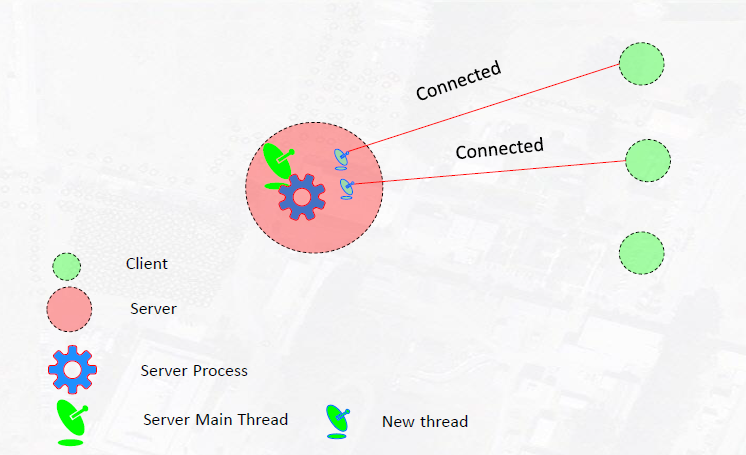 Connected
Connected
Client
Server
Server Process
Server Main Thread
New thread